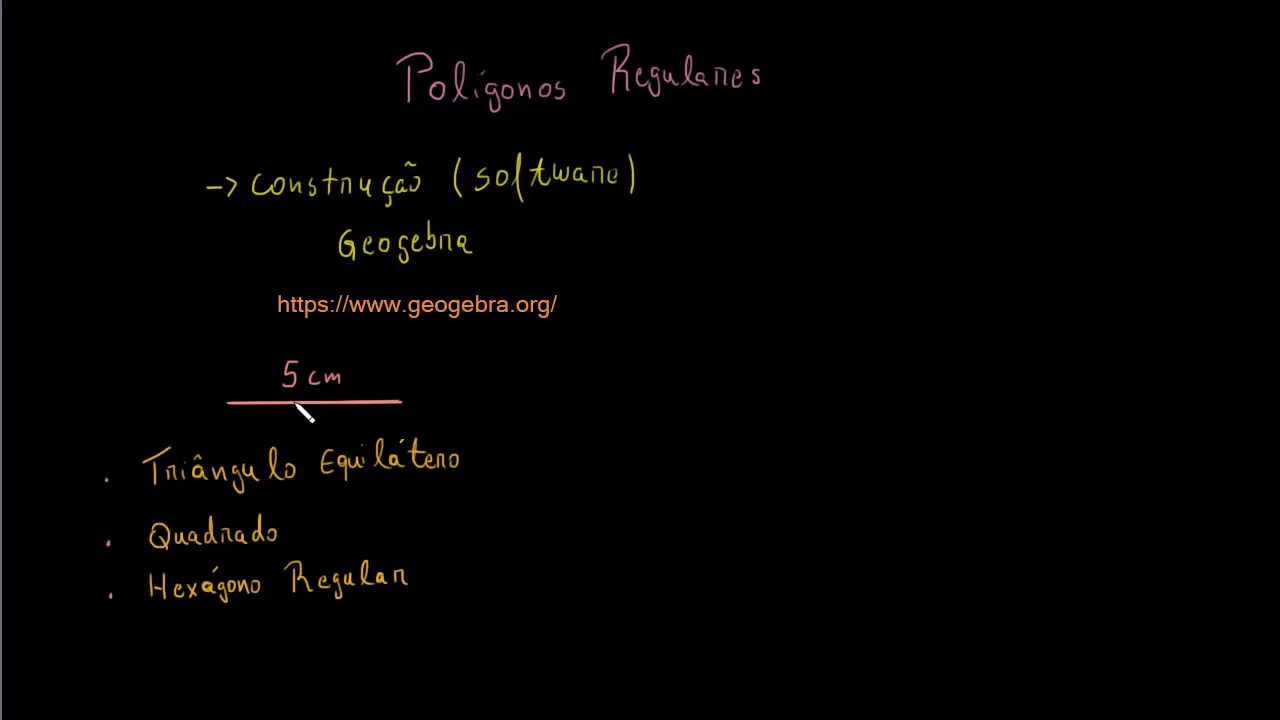 Polígonos Regulares
-> Construção (software)
Geogebra
https://www.geogebra.org/
5 cm
. Triângulo Equilátero
. Quadrado
. Hexágono Regular